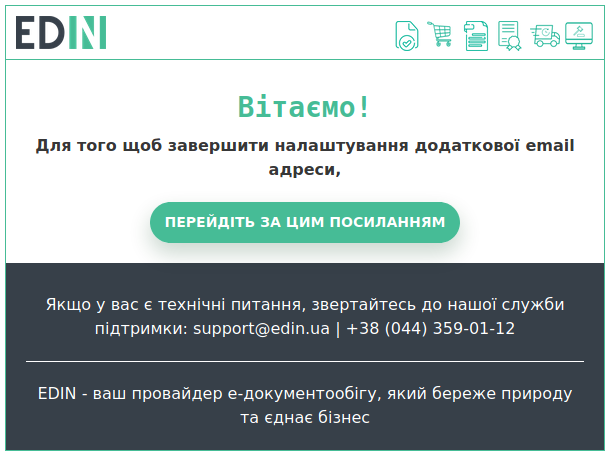 EDIN
Вітаємо!
Для того щоб завершити налаштування додаткової email
адреси,
ПЕРЕЙДІТЬ ЗА ЦИМ ПОСИЛАННЯМ
Якщо у вас є технічні питання, звертайтесь до нашої служби
підтримки: support@edin.ua | +38 (044) 359-01-12
EDIN - ваш провайдер е-документообігу, який береже природу
та єднає бізнес